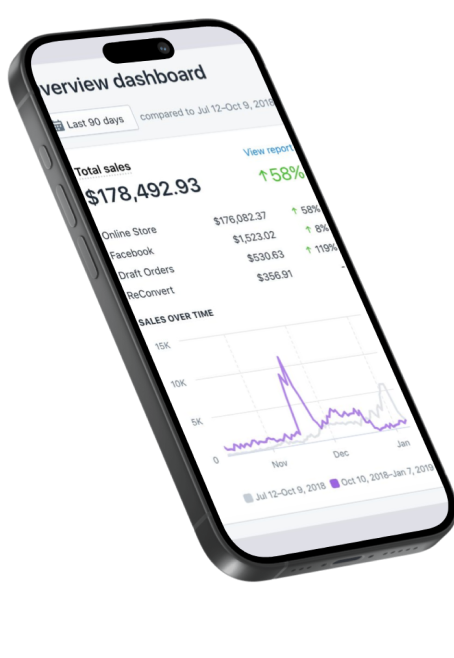 verview dashboard
Last 90 days compared to Jul 12–Oct 9, 2018
Total sales View report
$178,492.93 ↑58%
Online Store $176,082.37 ↑ 58%
Facebook $1,523.02 ↑ 8%
Draft Orders $530.63 ↑ 119%
ReConvert $356.91 -
SALES OVER TIME
15K
10K
5K
0
Nov Dec Jan
Jul 12–Oct 9, 2018 Oct 10, 2018–Jan 7, 2019